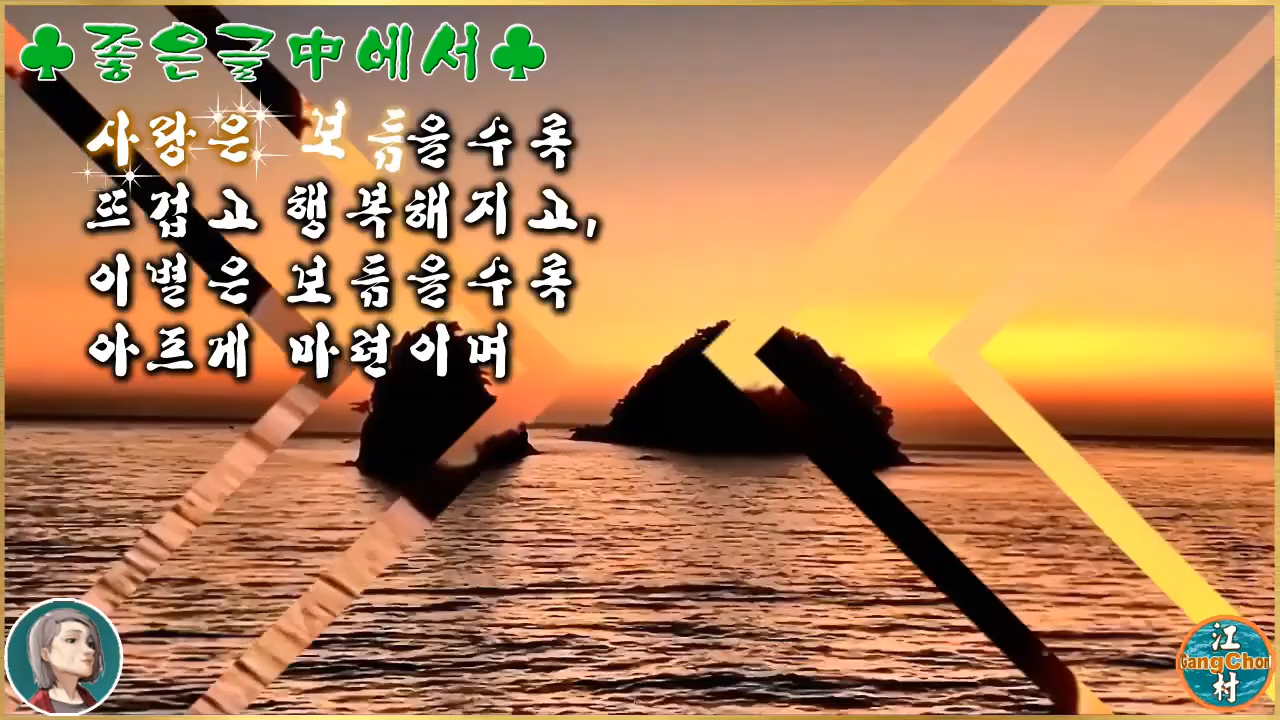 ♣좋은글中에서♣
사랑은 보듬을수록
뜨겁고 행복해지고,
이별은 보듬을수록
아프게 마련이며
江
GangChon
村